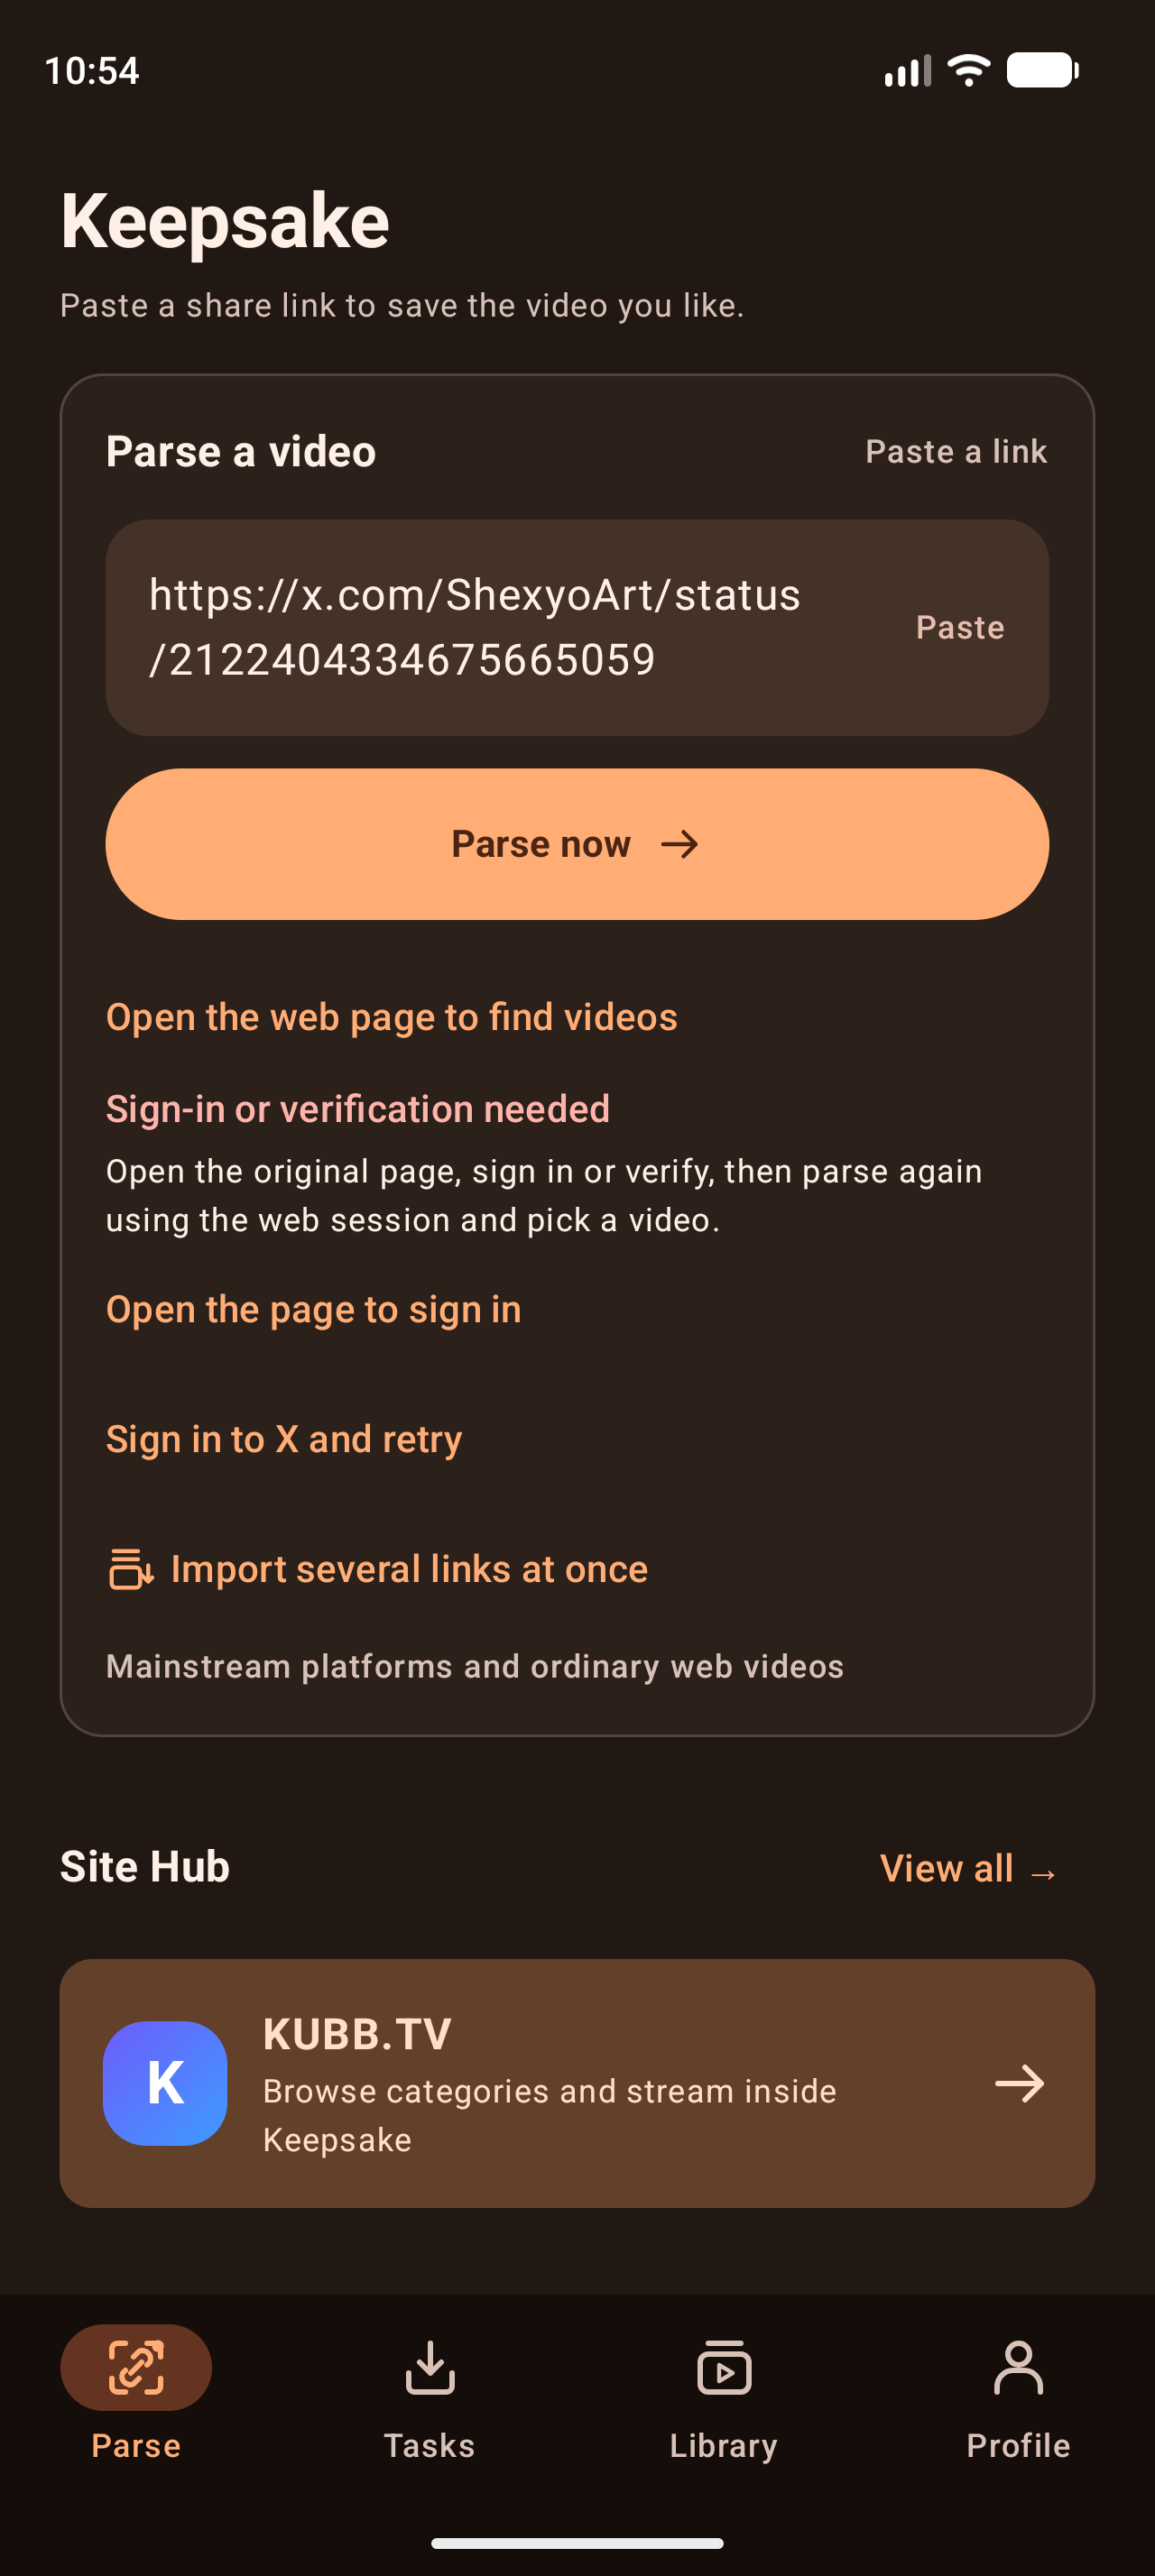 10:54
Keepsake
Paste a share link to save the video you like.
Parse a video
Paste a link
https://x.com/ShexyoArt/status
/2122404334675665059
Paste
Parse now →
Open the web page to find videos
Sign-in or verification needed
Open the original page, sign in or verify, then parse again
using the web session and pick a video.
Open the page to sign in
Sign in to X and retry
Import several links at once
Mainstream platforms and ordinary web videos
Site Hub
View all →
K
KUBB.TV
Browse categories and stream inside
Keepsake
Parse
Tasks
Library
Profile